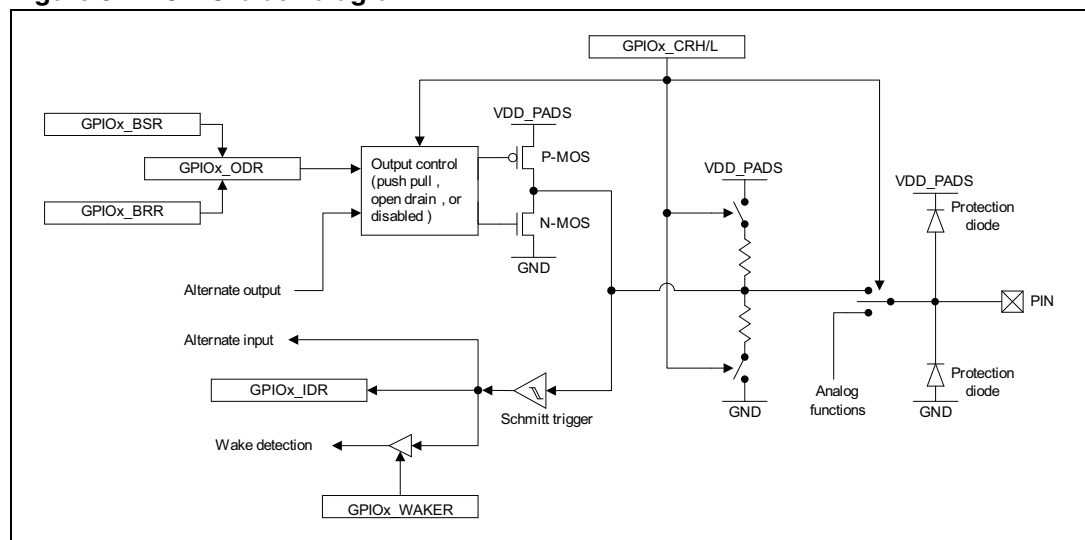 GPIOx_CRH/L
VDD_PADS
GPIOx_BSR
P-MOS
GPIOx_ODR
Output control
(push pull ,
open drain , or
disabled )
VDD_PADS
VDD_PADS
GPIOx_BRR
N-MOS
Protection
diode
GND
Alternate output
PIN
Alternate input
GPIOx_IDR
Schmitt trigger
Analog
functions
Protection
diode
GND
GND
Wake detection
GPIOx_WAKER